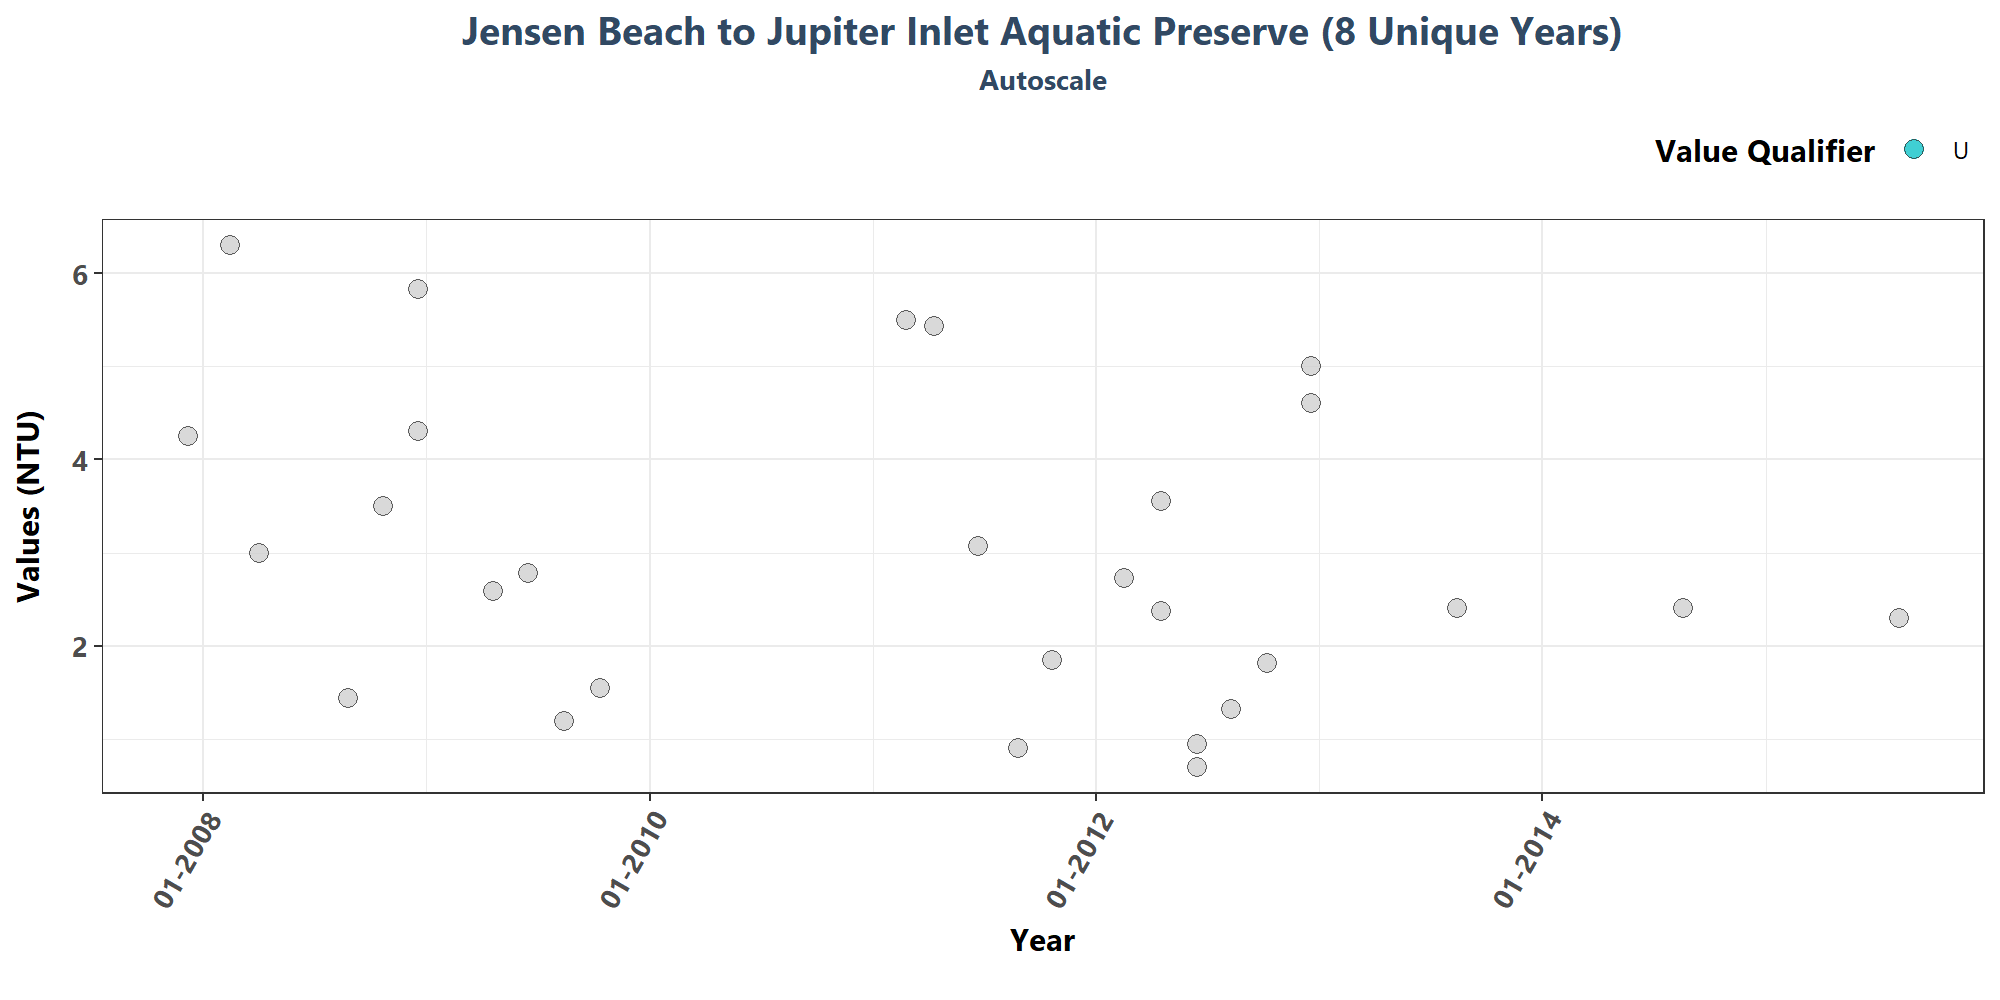 Jensen Beach to Jupiter Inlet Aquatic Preserve (8 Unique Years)
Autoscale
Value Qualifier U
6
4
2
Values (NTU)
01-2008 01-2010 01-2012 01-2014
Year